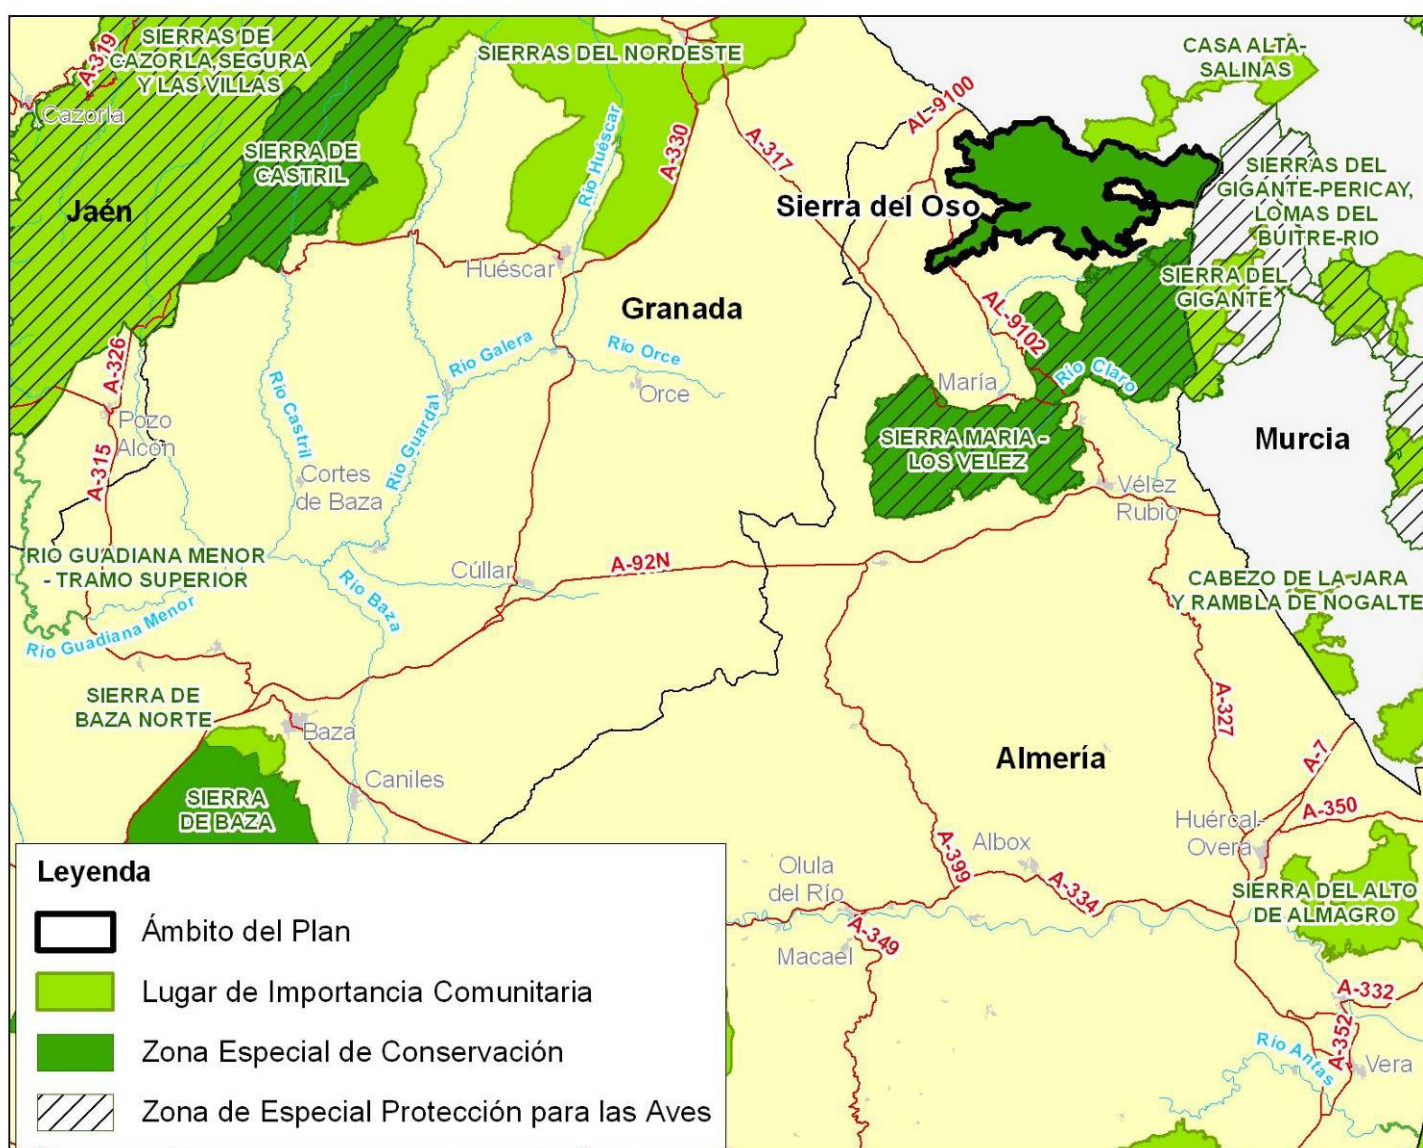 SIERRAS DE
CAZORLA,SEGURA
Y LAS VILLAS
A-319
Cazorla
SIERRAS DEL NORDESTE
CASA ALTA-
SALINAS
AL-9100
SIERRA DE
CASTRIL
Río Huéscar
A-330
A-317
SIERRAS DEL
GIGANTE-PERICAY,
LOMAS DEL
BUITRE-RIO
Jaén
Sierra del Oso
Huéscar
SIERRA DEL
GIGANTE
Granada
AL-9102
A-326
Río Galera
Río Orce
Orce
María
Río Claro
Pozo
Alcón
Río Castril
Río Guardal
SIERRA MARIA -
LOS VELEZ
Murcia
A-315
Cortes
de Baza
Vélez
Rubio
RIO GUADIANA MENOR
- TRAMO SUPERIOR
Cúllar
A-92N
CABEZO DE LA JARA
Y RAMBLA DE NOGALTE
Río Baza
Río Guadiana Menor
SIERRA DE
BAZA NORTE
Baza
A-327
A-7
Almería
Caniles
SIERRA
DE BAZA
A-350
Huércal-
Overa
Albox
A-399
Olula
del Río
A-334
SIERRA DEL ALTO
DE ALMAGRO
A-349
Macael
A-332
A-352
Río Antas
Vera
Leyenda
Ámbito del Plan
Lugar de Importancia Comunitaria
Zona Especial de Conservación
Zona de Especial Protección para las Aves